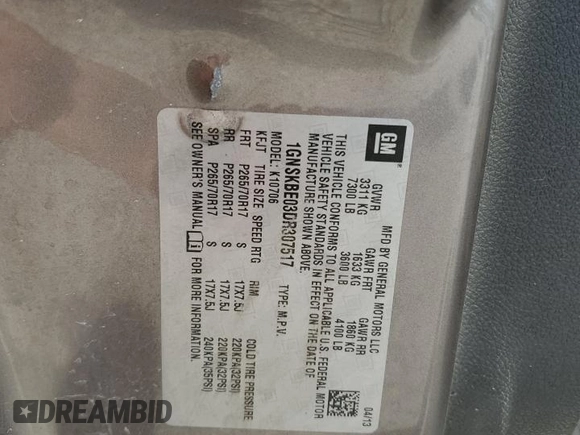 GM
MFD BY GENERAL MOTORS LLC
04/13
GVWR GAWR FRT GAWR RR
3311 KG 1633 KG 1860 KG
7300 LB 3600 LB 4100 LB
THIS VEHICLE CONFORMS TO ALL APPLICABLE U.S. FEDERAL MOTOR
VEHICLE SAFETY STANDARDS IN EFFECT ON THE DATE OF
MANUFACTURE SHOWN ABOVE.
1GNSKBE03DR307517 TYPE: M.P.V.
MODEL: K10706
KFJT TIRE SIZE SPEED RTG RIM COLD TIRE PRESSURE
FRT P265/70R17 S 17X7.5J 220KPA(32PSI)
RR P265/70R17 S 17X7.5J 220KPA(32PSI)
SPA P265/70R17 S 17X7.5J 240KPA(35PSI)
SEE OWNER'S MANUAL FOR MORE INFORMATION.
DREAMBID